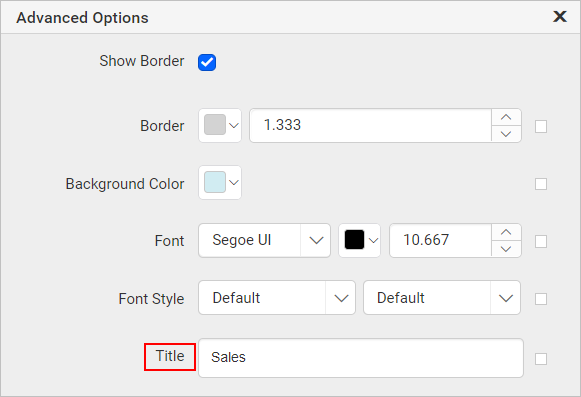 Advanced Options
Show Border
Border 1.333
Background Color
Font Segoe UI 10.667
Font Style Default Default
Title Sales